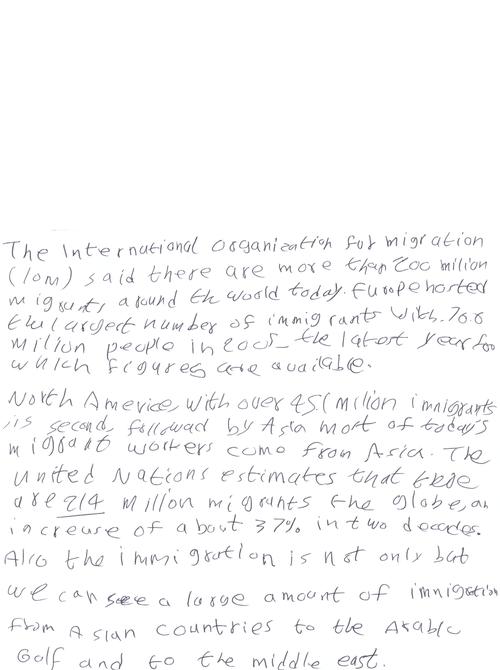 The International Organization for migration
(IOM) said there are more than 200 milion
migrants around the world today. Europe hosted
the largest number of immigrants with 70.6
million people in 2005, the latest year for
which figures are available.
North America, with over 45.1 milion immigrants
is second, followed by Asia most of today's
migrant workers come from Asia. The
United Nations estimates that there
are 214 million migrants the globe, an
increase of about 37% in two decades.
Also the immigration is not only but
we can see a large amount of immigration
from Asian countries to the Arabic
Golf and to the middle east.